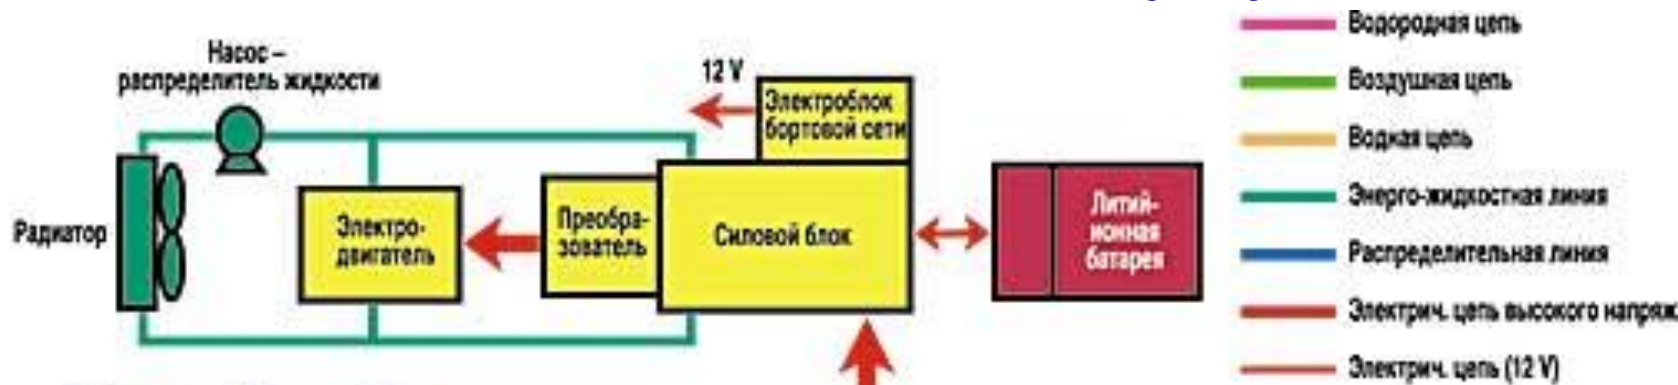 Насос –
распределитель жидкости
12 V
Электроблок
бортовой сети
Радиатор
Электро-
двигатель
Преобра-
зователь
Силовой блок
Литий-
ионная
батарея
Водородная цепь
Воздушная цепь
Водная цепь
Энерго-жидкостная линия
Распределительная линия
Электрич. цепь высокого напряж.
Электрич. цепь (12 V)